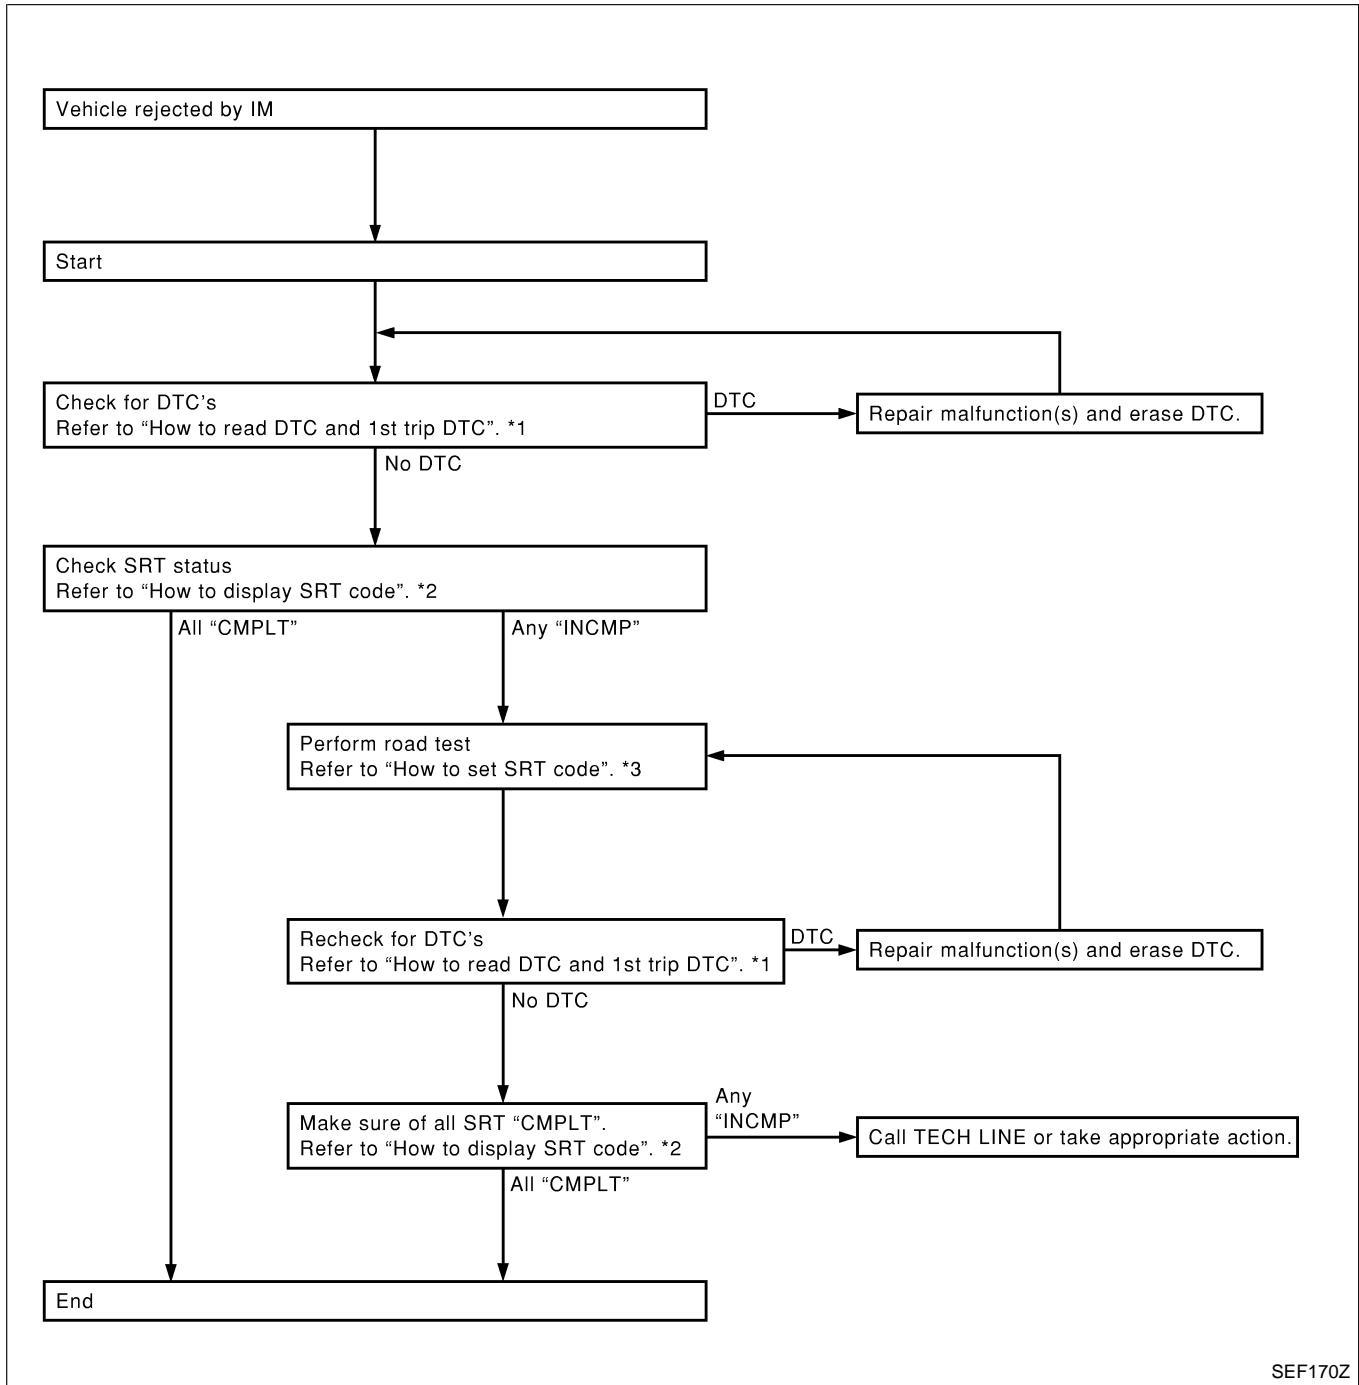 Vehicle rejected by IM
Start
Check for DTC's
Refer to “How to read DTC and 1st trip DTC”. *1
DTC
Repair malfunction(s) and erase DTC.
No DTC
Check SRT status
Refer to “How to display SRT code”. *2
All “CMPLT”
Any “INCMP”
Perform road test
Refer to “How to set SRT code”. *3
Recheck for DTC's
Refer to “How to read DTC and 1st trip DTC”. *1
DTC
Repair malfunction(s) and erase DTC.
No DTC
Make sure of all SRT “CMPLT”.
Refer to “How to display SRT code”. *2
Any
“INCMP”
Call TECH LINE or take appropriate action.
All “CMPLT”
End
SEF170Z